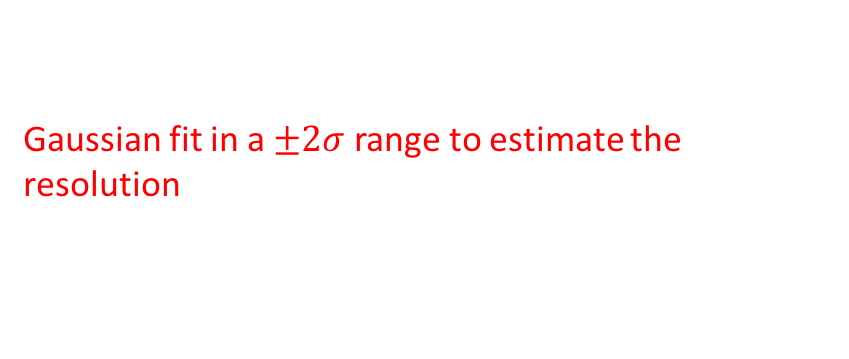 Gaussian fit in a ±2σ range to estimate the
resolution